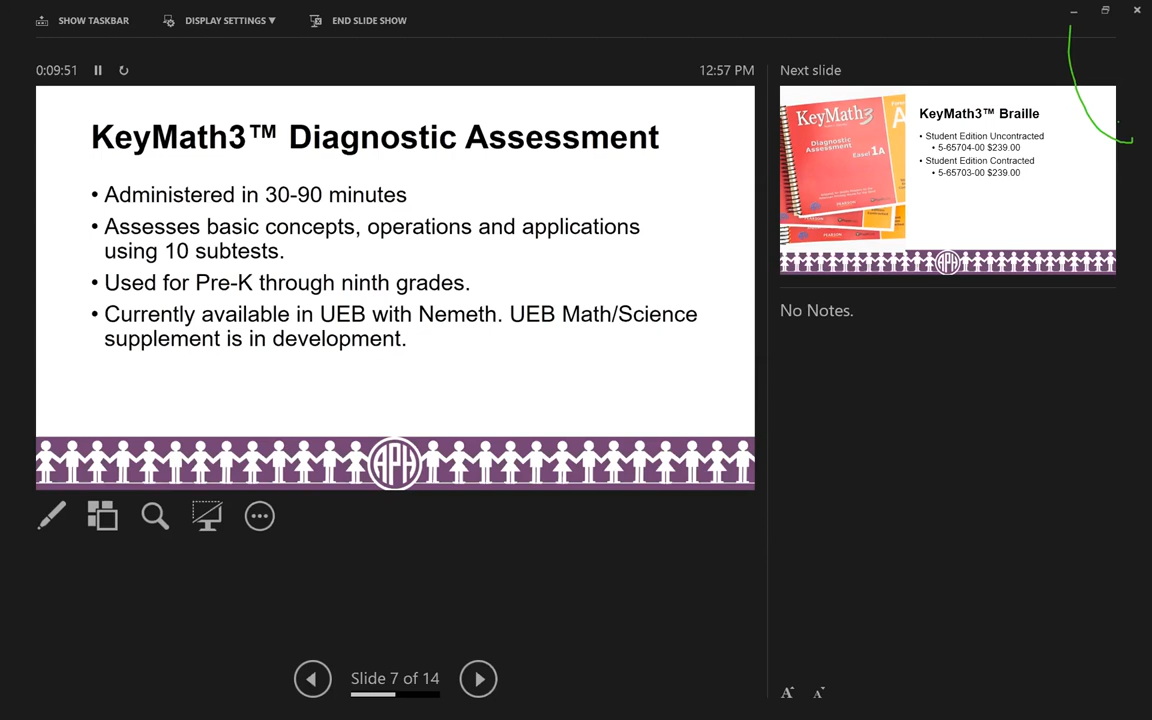 SHOW TASKBAR
DISPLAY SETTINGS ▼
END SLIDE SHOW
0:09:51
12:57 PM
KeyMath3™ Diagnostic Assessment
• Administered in 30-90 minutes
• Assesses basic concepts, operations and applications
using 10 subtests.
• Used for Pre-K through ninth grades.
• Currently available in UEB with Nemeth. UEB Math/Science
supplement is in development.
APH
Slide 7 of 14
Next slide
KeyMath3
Diagnostic
Assessment
Easel 1A
PEARSON
KeyMath3™ Braille
• Student Edition Uncontracted
• 5-65704-00 $239.00
• Student Edition Contracted
• 5-65703-00 $239.00
APH
No Notes.
A
A